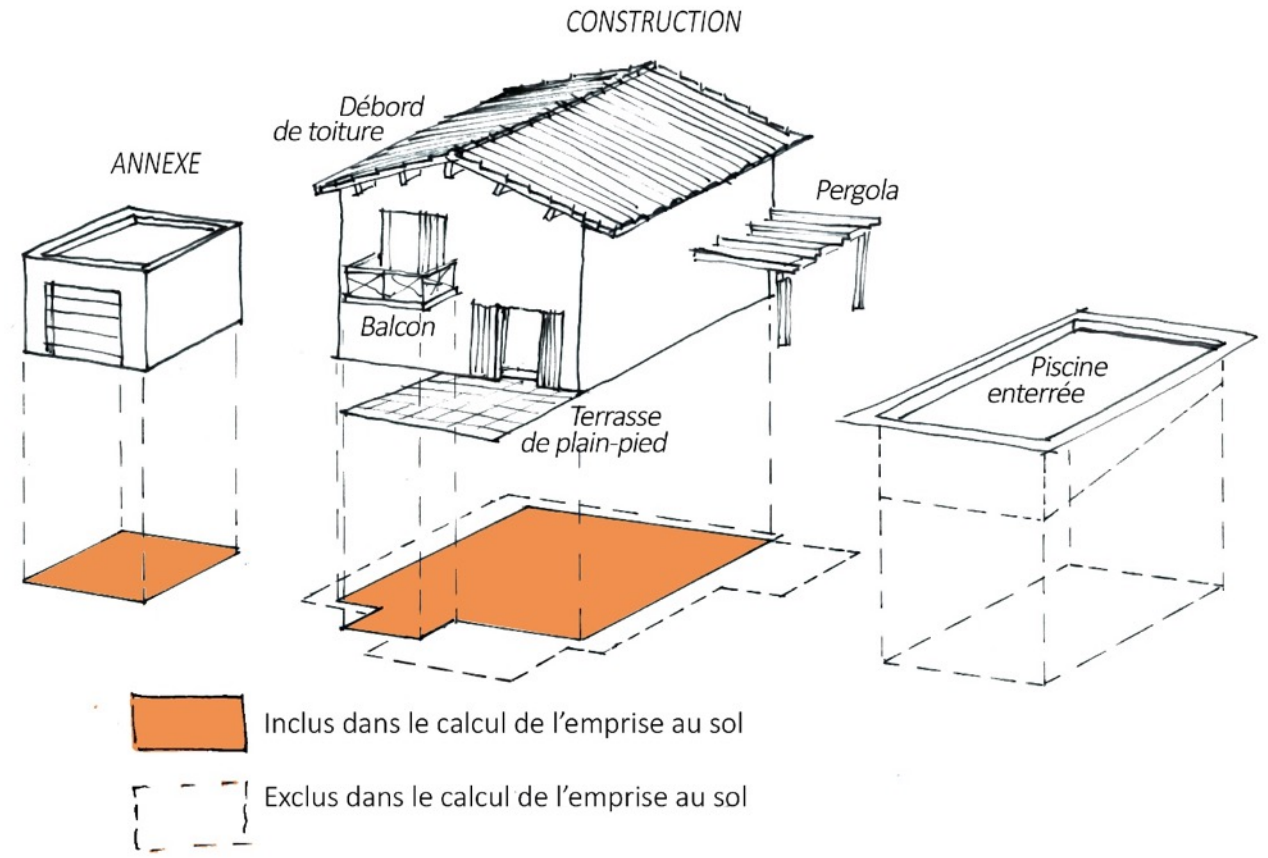 CONSTRUCTION
Débord
de toiture
ANNEXE
Pergola
Balcon
Piscine
enterrée
Terrasse
de plain-pied
Inclus dans le calcul de l'emprise au sol
Exclus dans le calcul de l'emprise au sol